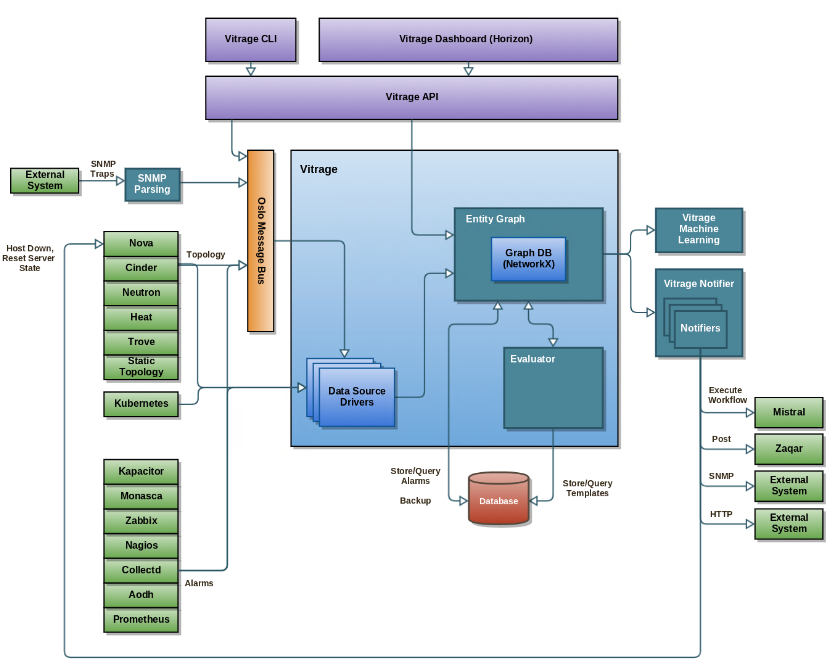 Vitrage CLI
Vitrage Dashboard (Horizon)
Vitrage API
External
System
SNMP
Traps
SNMP
Parsing
Oslo Message Bus
Vitrage
Entity Graph
Graph DB
(NetworkX)
Vitrage
Machine
Learning
Host Down,
Reset Server
State
Nova
Cinder
Neutron
Heat
Trove
Static
Topology
Topology
Kubernetes
Data Source
Drivers
Evaluator
Vitrage Notifier
Notifiers
Execute
Workflow
Mistral
Post
Zaqar
SNMP
External
System
HTTP
External
System
Store/Query
Alarms
Backup
Database
Store/Query
Templates
Kapacitor
Monasca
Zabbix
Nagios
Collectd
Aodh
Prometheus
Alarms